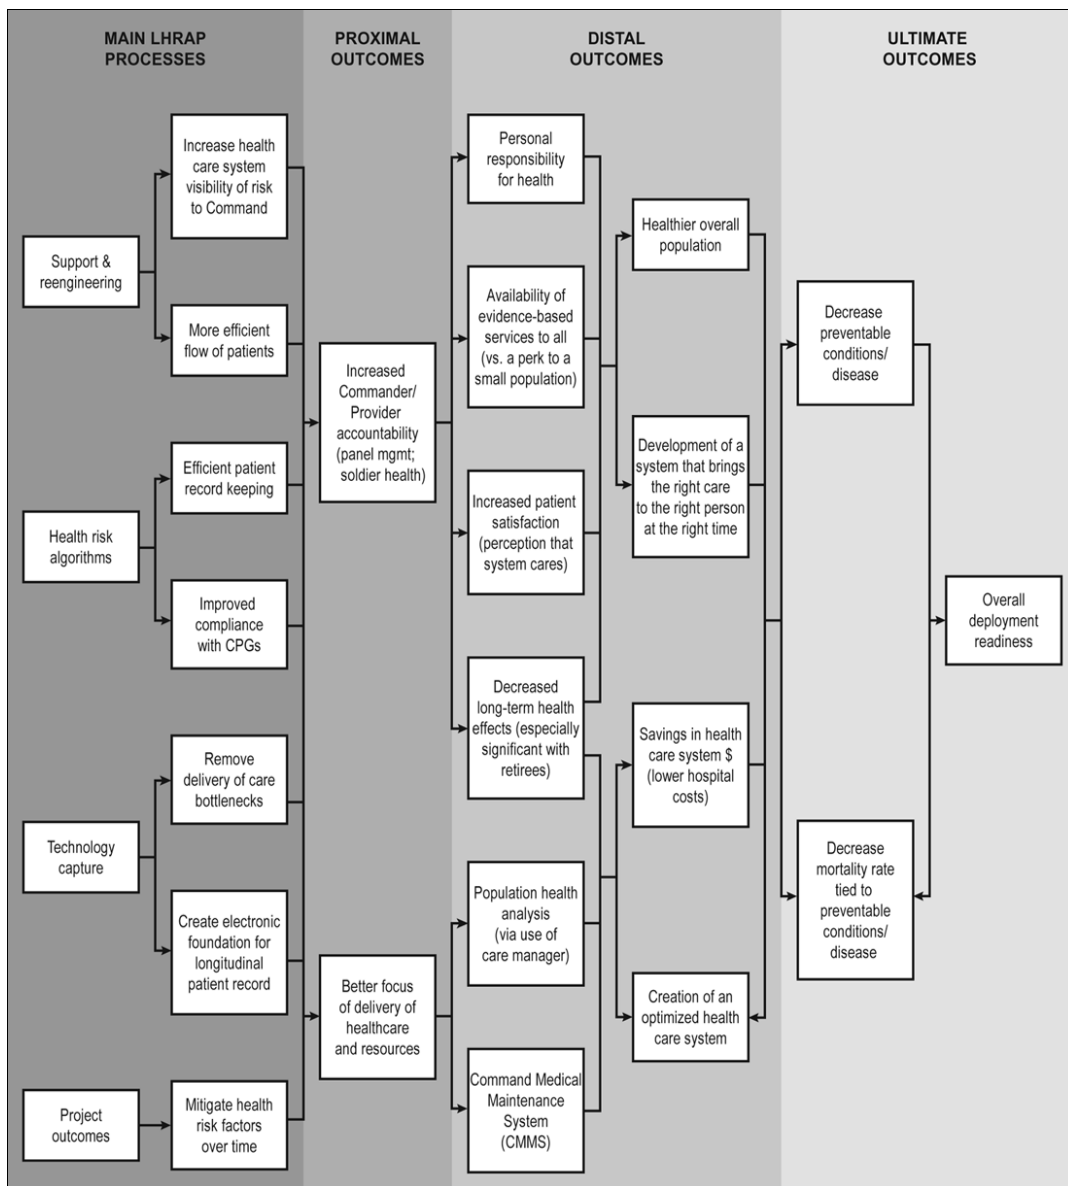 MAIN LHRAP
PROCESSES
PROXIMAL
OUTCOMES
DISTAL
OUTCOMES
ULTIMATE
OUTCOMES
Support &
reengineering
Increase health
care system
visibility of risk
to Command
More efficient
flow of patients
Health risk
algorithms
Efficient patient
record keeping
Improved
compliance
with CPGs
Technology
capture
Remove
delivery of care
bottlenecks
Create electronic
foundation for
longitudinal
patient record
Project
outcomes
Mitigate health
risk factors
over time
Increased
Commander/
Provider
accountability
(panel mgmt;
soldier health)
Better focus
of delivery of
healthcare
and resources
Personal
responsibility
for health
Availability of
evidence-based
services to all
(vs. a perk to a
small population)
Increased patient
satisfaction
(perception that
system cares)
Decreased
long-term health
effects (especially
significant with
retirees)
Population health
analysis
(via use of
care manager)
Command Medical
Maintenance
System
(CMMS)
Healthier overall
population
Development of a
system that brings
the right care
to the right person
at the right time
Savings in health
care system $
(lower hospital
costs)
Creation of an
optimized health
care system
Decrease
preventable
conditions/
disease
Decrease
mortality rate
tied to
preventable
conditions/
disease
Overall
deployment
readiness